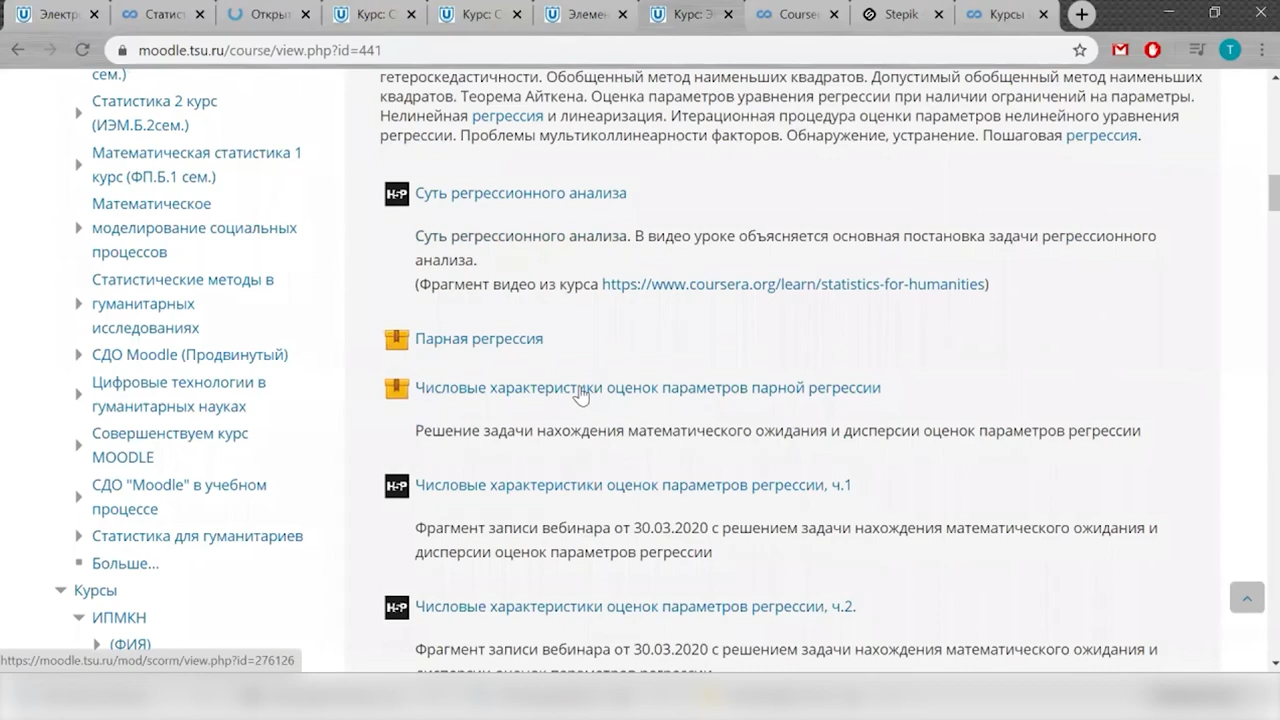 Электр
Статист
Открыт
Курс: С
Курс: С
Элемен
Курс: Э
Courser
Stepik
Курсы
moodle.tsu.ru/course/view.php?id=441
T
сем.)
Статистика 2 курс
(ИЭМ.Б.2сем.)
Математическая статистика 1
курс (ФП.Б.1 сем.)
Математическое
моделирование социальных
процессов
Статистические методы в
гуманитарных
исследованиях
СДО Moodle (Продвинутый)
Цифровые технологии в
гуманитарных науках
Совершенствуем курс
MOODLE
СДО "Moodle" в учебном
процессе
Статистика для гуманитариев
Больше...
Курсы
ИПМКН
(ФИЯ)
https://moodle.tsu.ru/mod/scorm/view.php?id=276126
гетероскедастичности. Обобщенный метод наименьших квадратов. Допустимый обобщенный метод наименьших
квадратов. Теорема Айткена. Оценка параметров уравнения регрессии при наличии ограничений на параметры.
Нелинейная регрессия и линеаризация. Итерационная процедура оценки параметров нелинейного уравнения
регрессии. Проблемы мультиколлинеарности факторов. Обнаружение, устранение. Пошаговая регрессия.
H5P Суть регрессионного анализа
Суть регрессионного анализа. В видео уроке объясняется основная постановка задачи регрессионного
анализа.
(Фрагмент видео из курса https://www.coursera.org/learn/statistics-for-humanities)
Парная регрессия
Числовые характеристики оценок параметров парной регрессии
Решение задачи нахождения математического ожидания и дисперсии оценок параметров регрессии
H5P Числовые характеристики оценок параметров регрессии, ч.1
Фрагмент записи вебинара от 30.03.2020 с решением задачи нахождения математического ожидания и
дисперсии оценок параметров регрессии
H5P Числовые характеристики оценок параметров регрессии, ч.2.
Фрагмент записи вебинара от 30.03.2020 с решением задачи нахождения математического ожидания и
дисперсии оценок параметров регрессии